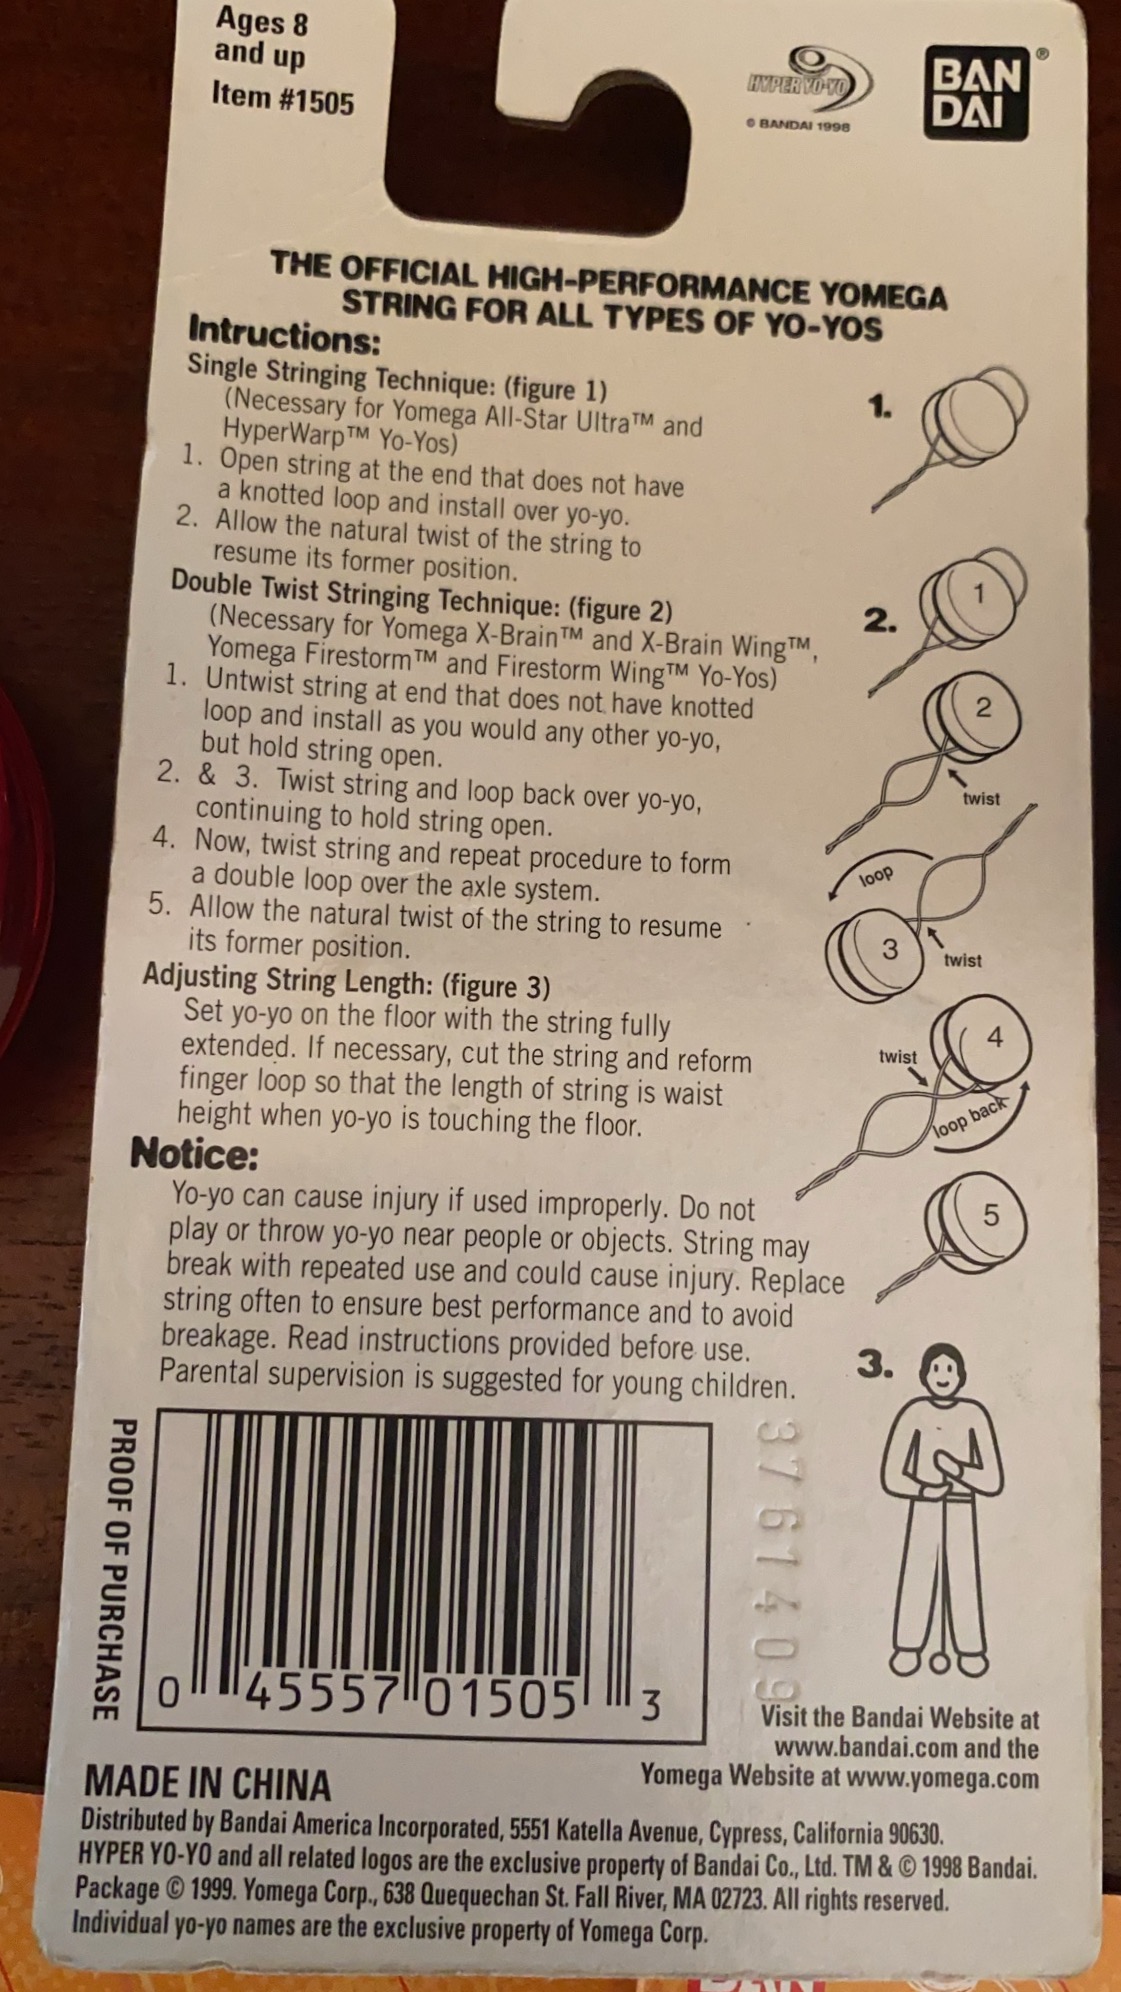 Ages 8
and up
Item #1505
HYPER YO-YO
© BANDAI 1998
BAN
DAI
®
THE OFFICIAL HIGH-PERFORMANCE YOMEGA
STRING FOR ALL TYPES OF YO-YOS
Intructions:
Single Stringing Technique: (figure 1)
(Necessary for Yomega All-Star Ultra™ and
HyperWarp™ Yo-Yos)
1. Open string at the end that does not have
a knotted loop and install over yo-yo.
2. Allow the natural twist of the string to
resume its former position.
Double Twist Stringing Technique: (figure 2)
(Necessary for Yomega X-Brain™ and X-Brain Wing™,
Yomega Firestorm™ and Firestorm Wing™ Yo-Yos)
1. Untwist string at end that does not have knotted
loop and install as you would any other yo-yo,
but hold string open.
2. & 3. Twist string and loop back over yo-yo,
continuing to hold string open.
4. Now, twist string and repeat procedure to form
a double loop over the axle system.
5. Allow the natural twist of the string to resume
its former position.
Adjusting String Length: (figure 3)
Set yo-yo on the floor with the string fully
extended. If necessary, cut the string and reform
finger loop so that the length of string is waist
height when yo-yo is touching the floor.
Notice:
Yo-yo can cause injury if used improperly. Do not
play or throw yo-yo near people or objects. String may
break with repeated use and could cause injury. Replace
string often to ensure best performance and to avoid
breakage. Read instructions provided before use.
Parental supervision is suggested for young children.
1.
2.
1
2
twist
loop
3
twist
4
twist
loop back
5
3.
PROOF OF PURCHASE
0 45557 01505 3
3761409
Visit the Bandai Website at
www.bandai.com and the
Yomega Website at www.yomega.com
MADE IN CHINA
Distributed by Bandai America Incorporated, 5551 Katella Avenue, Cypress, California 90630.
HYPER YO-YO and all related logos are the exclusive property of Bandai Co., Ltd. TM & © 1998 Bandai.
Package © 1999. Yomega Corp., 638 Quequechan St. Fall River, MA 02723. All rights reserved.
Individual yo-yo names are the exclusive property of Yomega Corp.
BAN